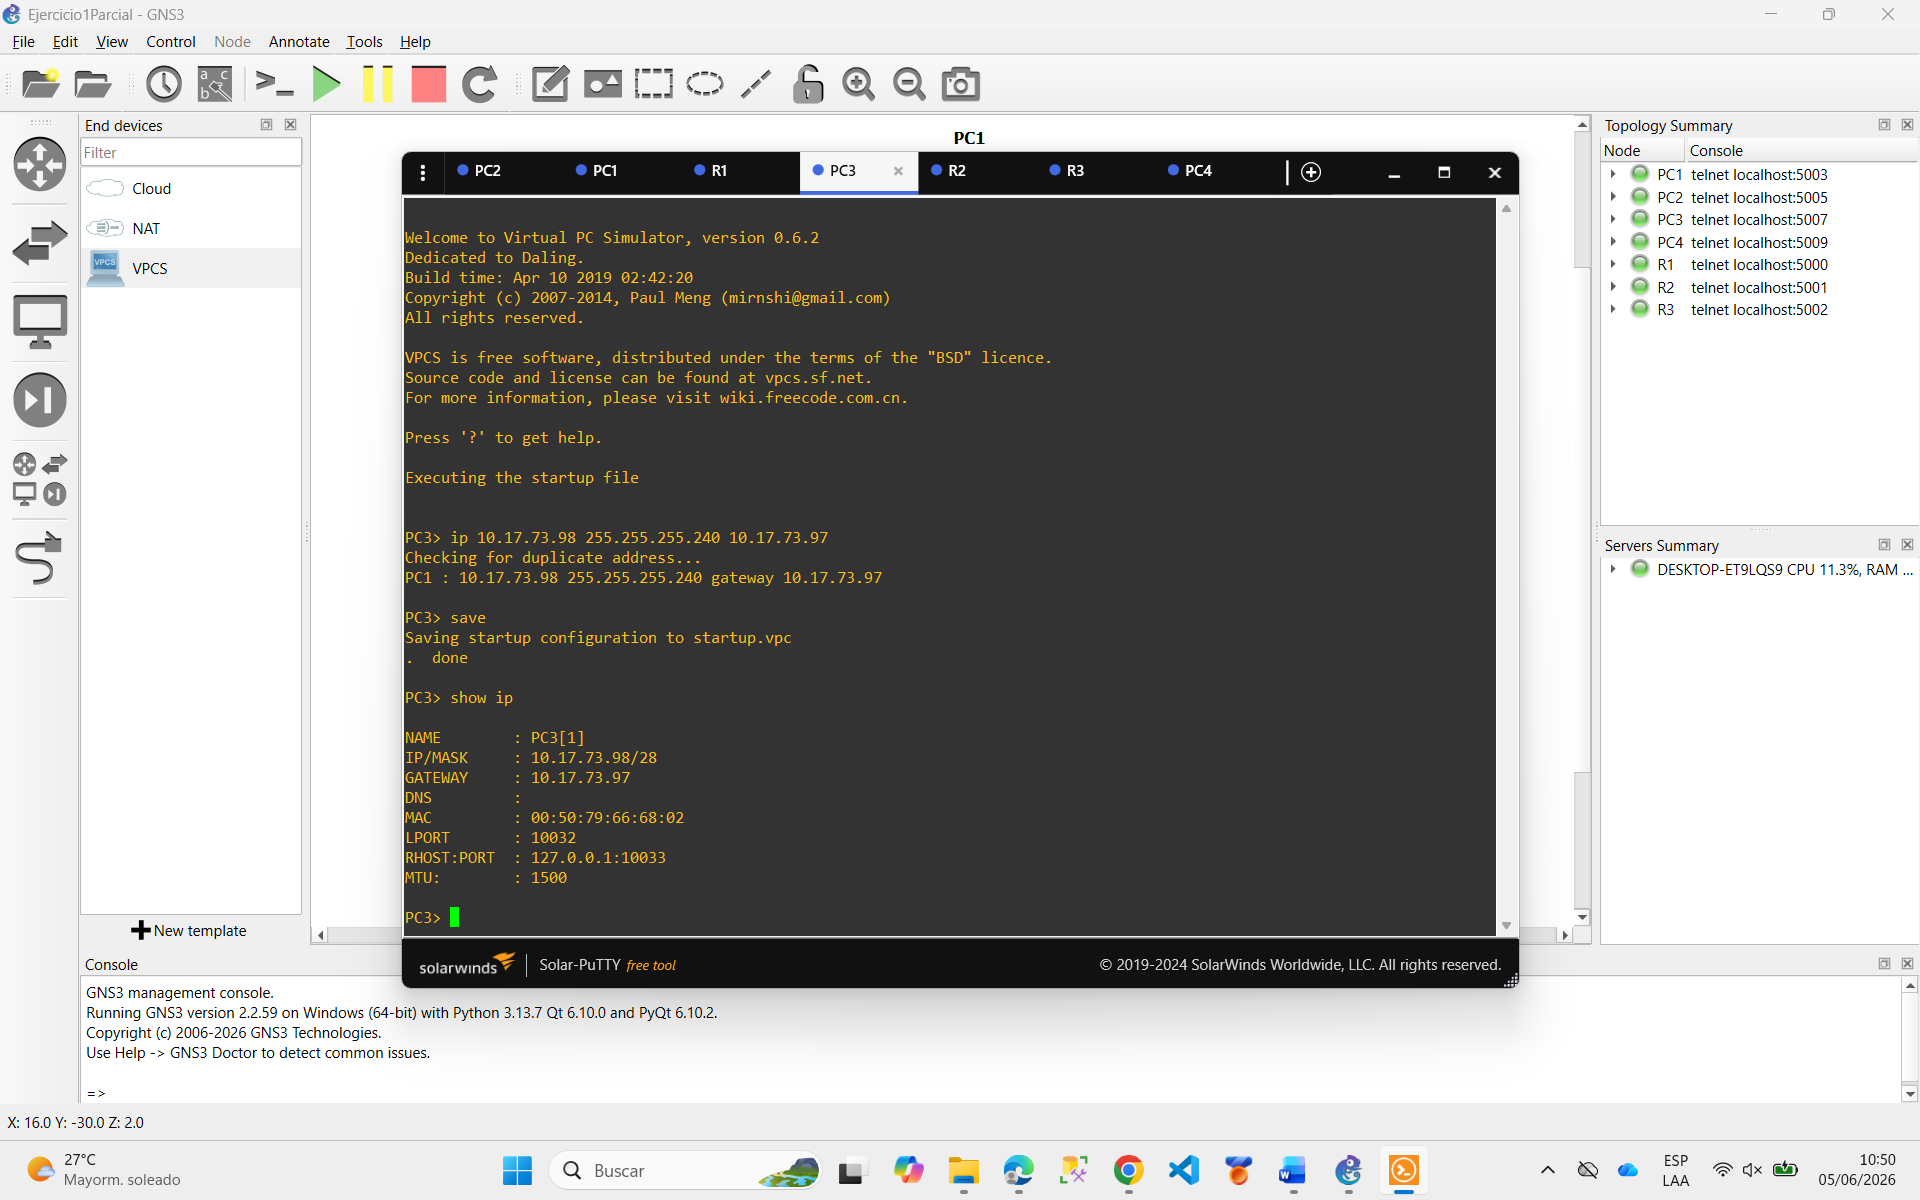 Ejercicio1Parcial - GNS3
File Edit View Control Node Annotate Tools Help
End devices
Filter
Cloud
NAT
VPCS
VPCS
New template
PC1
PC2 PC1 R1 PC3 R2 R3 PC4
Welcome to Virtual PC Simulator, version 0.6.2
Dedicated to Daling.
Build time: Apr 10 2019 02:42:20
Copyright (c) 2007-2014, Paul Meng (mirnshi@gmail.com)
All rights reserved.
VPCS is free software, distributed under the terms of the "BSD" licence.
Source code and license can be found at vpcs.sf.net.
For more information, please visit wiki.freecode.com.cn.
Press '?' to get help.
Executing the startup file
PC3> ip 10.17.73.98 255.255.255.240 10.17.73.97
Checking for duplicate address...
PC1 : 10.17.73.98 255.255.255.240 gateway 10.17.73.97
PC3> save
Saving startup configuration to startup.vpc
.  done
PC3> show ip
NAME        : PC3[1]
IP/MASK     : 10.17.73.98/28
GATEWAY     : 10.17.73.97
DNS         :
MAC         : 00:50:79:66:68:02
LPORT       : 10032
RHOST:PORT  : 127.0.0.1:10033
MTU:        : 1500
PC3>
solarwinds Solar-PuTTY free tool © 2019-2024 SolarWinds Worldwide, LLC. All rights reserved.
Topology Summary
Node Console
PC1 telnet localhost:5003
PC2 telnet localhost:5005
PC3 telnet localhost:5007
PC4 telnet localhost:5009
R1 telnet localhost:5000
R2 telnet localhost:5001
R3 telnet localhost:5002
Servers Summary
DESKTOP-ET9LQS9 CPU 11.3%, RAM ...
Console
GNS3 management console.
Running GNS3 version 2.2.59 on Windows (64-bit) with Python 3.13.7 Qt 6.10.0 and PyQt 6.10.2.
Copyright (c) 2006-2026 GNS3 Technologies.
Use Help -> GNS3 Doctor to detect common issues.
=>
X: 16.0 Y: -30.0 Z: 2.0
27°C
Mayorm. soleado
Buscar
ESP
LAA
10:50
05/06/2026